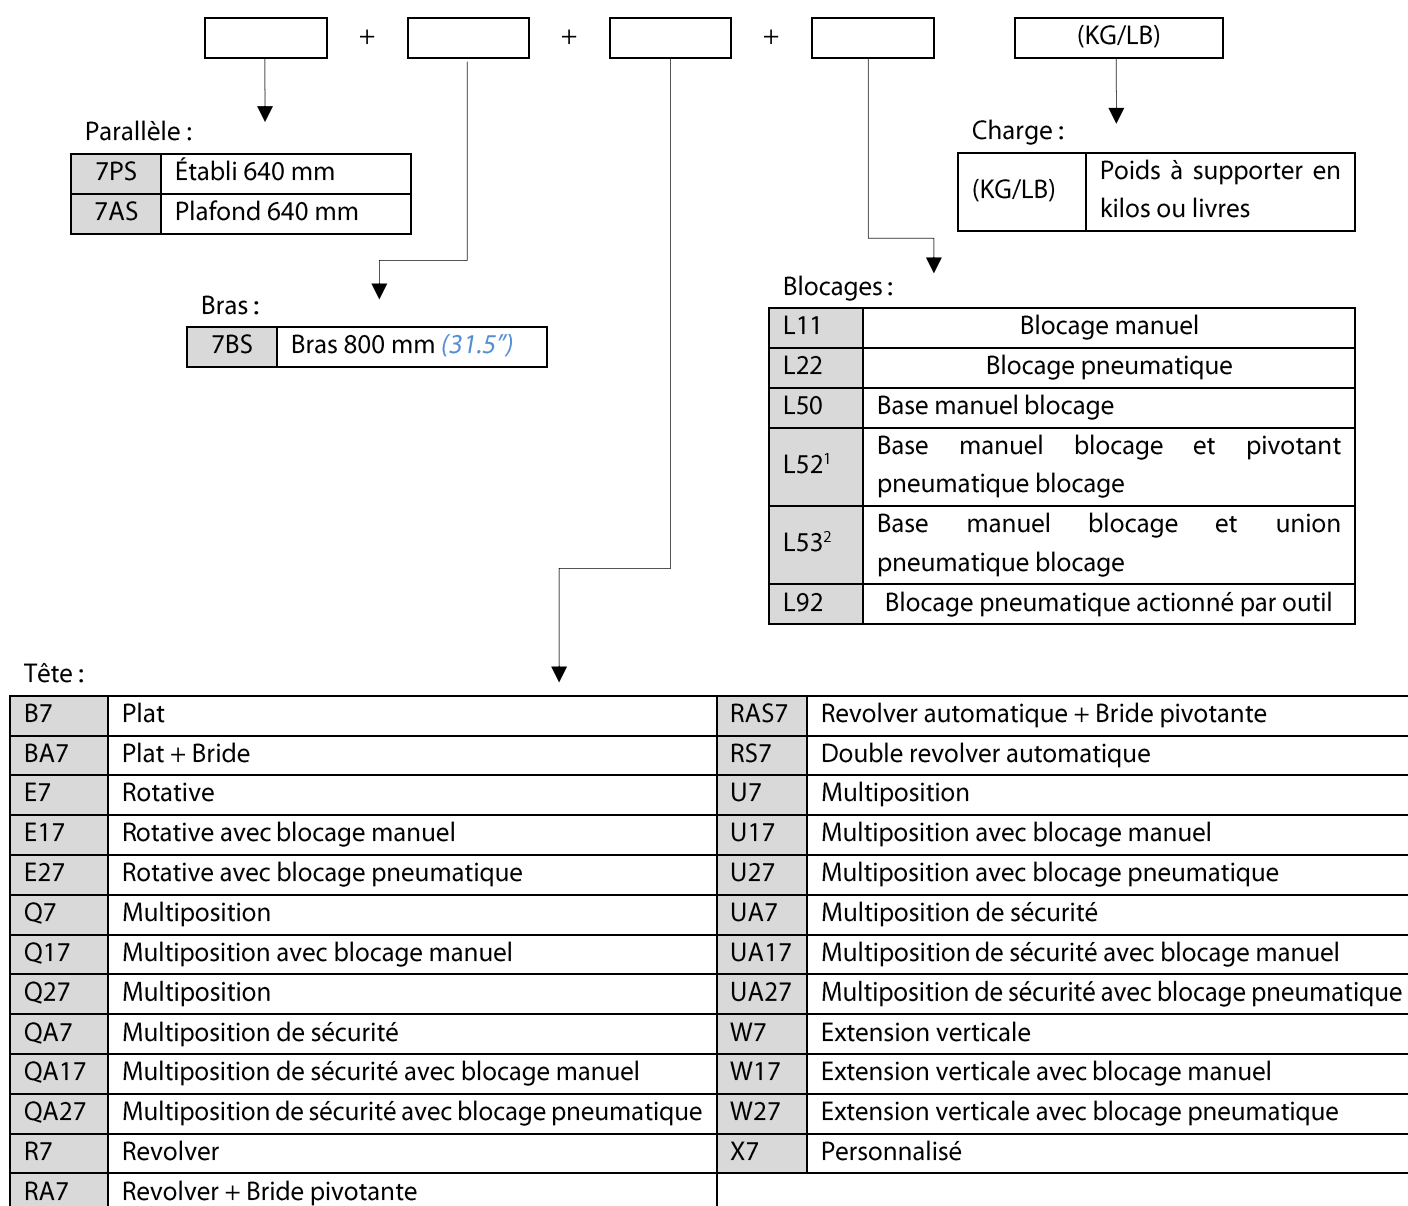 + + + (KG/LB)
Parallèle :
7PS Établi 640 mm
7AS Plafond 640 mm
Charge :
(KG/LB) Poids à supporter en
kilos ou livres
Bras :
7BS Bras 800 mm (31.5″)
Blocages :
L11 Blocage manuel
L22 Blocage pneumatique
L50 Base manuel blocage
L52¹ Base manuel blocage et pivotant
pneumatique blocage
L53² Base manuel blocage et union
pneumatique blocage
L92 Blocage pneumatique actionné par outil
Tête :
B7 Plat RAS7 Revolver automatique + Bride pivotante
BA7 Plat + Bride RS7 Double revolver automatique
E7 Rotative U7 Multiposition
E17 Rotative avec blocage manuel U17 Multiposition avec blocage manuel
E27 Rotative avec blocage pneumatique U27 Multiposition avec blocage pneumatique
Q7 Multiposition UA7 Multiposition de sécurité
Q17 Multiposition avec blocage manuel UA17 Multiposition de sécurité avec blocage manuel
Q27 Multiposition UA27 Multiposition de sécurité avec blocage pneumatique
QA7 Multiposition de sécurité W7 Extension verticale
QA17 Multiposition de sécurité avec blocage manuel W17 Extension verticale avec blocage manuel
QA27 Multiposition de sécurité avec blocage pneumatique W27 Extension verticale avec blocage pneumatique
R7 Revolver X7 Personnalisé
RA7 Revolver + Bride pivotante